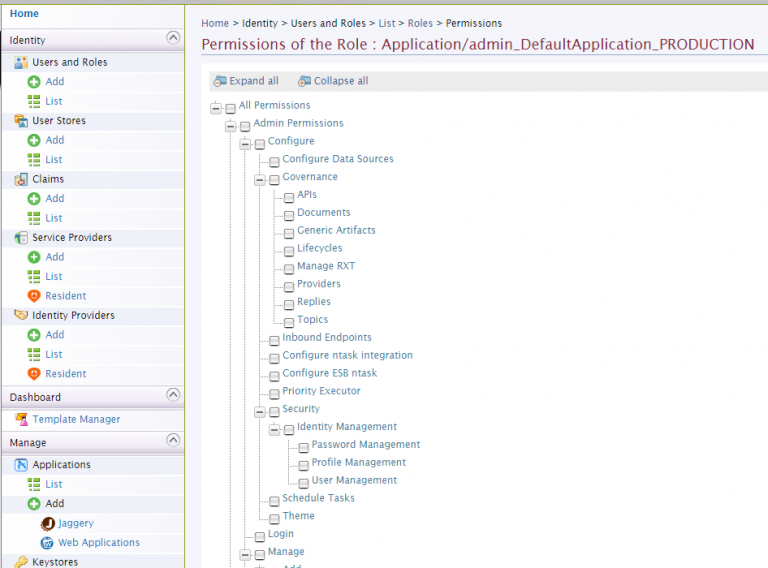 Home
Identity
Users and Roles
Add
List
User Stores
Add
List
Claims
Add
List
Service Providers
Add
List
Resident
Identity Providers
Add
List
Resident
Dashboard
Template Manager
Manage
Applications
List
Add
Jaggery
Web Applications
Keystores
Home > Identity > Users and Roles > List > Roles > Permissions
Permissions of the Role : Application/admin_DefaultApplication_PRODUCTION
Expand all Collapse all
All Permissions
Admin Permissions
Configure
Configure Data Sources
Governance
APIs
Documents
Generic Artifacts
Lifecycles
Manage RXT
Providers
Replies
Topics
Inbound Endpoints
Configure ntask integration
Configure ESB ntask
Priority Executor
Security
Identity Management
Password Management
Profile Management
User Management
Schedule Tasks
Theme
Login
Manage
Add